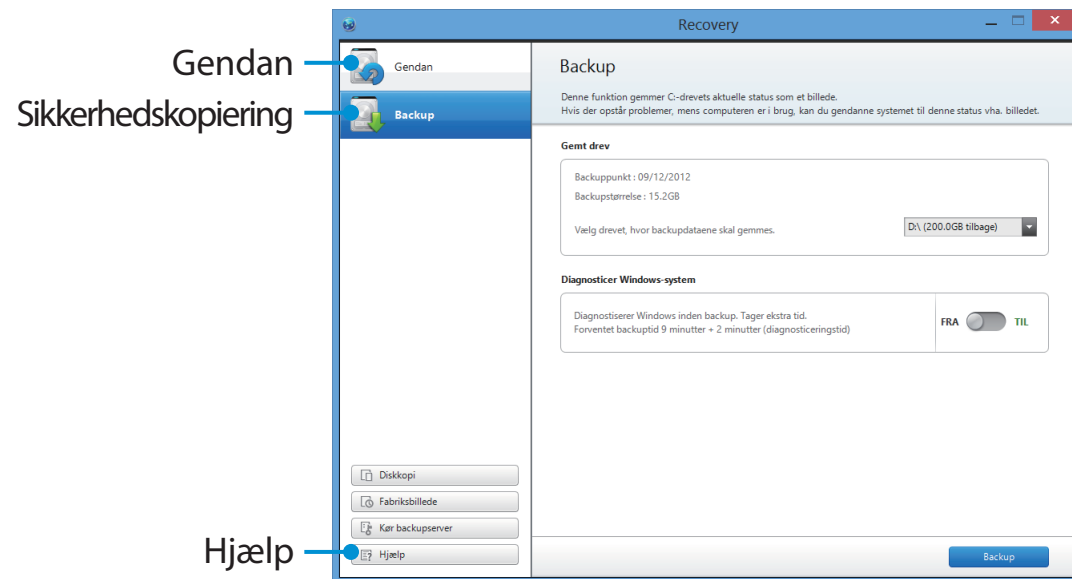 Recovery
Gendan
Sikkerhedskopiering
Hjælp
Gendan
Backup
Diskkopi
Fabriksbillede
Kør backupserver
Hjælp
Backup
Denne funktion gemmer C:-drevets aktuelle status som et billede.
Hvis der opstår problemer, mens computeren er i brug, kan du gendanne systemet til denne status vha. billedet.
Gemt drev
Backuppunkt : 09/12/2012
Backupstørrelse : 15.2GB
Vælg drevet, hvor backupdataene skal gemmes.
D:\ (200.0GB tilbage)
Diagnosticer Windows-system
Diagnostiserer Windows inden backup. Tager ekstra tid.
Forventet backuptid 9 minutter + 2 minutter (diagnosticeringstid)
FRA TIL
Backup